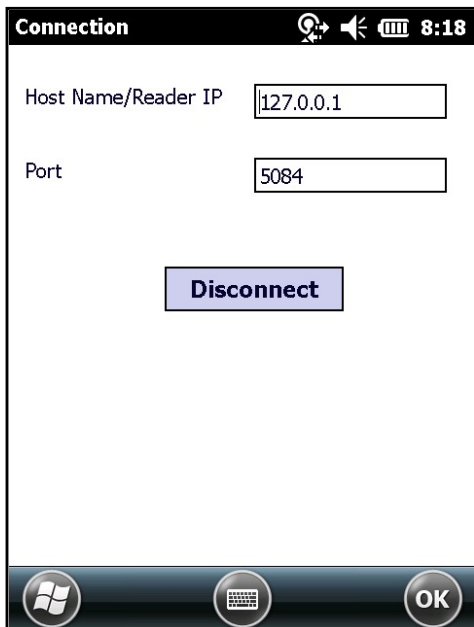 Connection 8:18
Host Name/Reader IP 127.0.0.1
Port 5084
Disconnect
OK